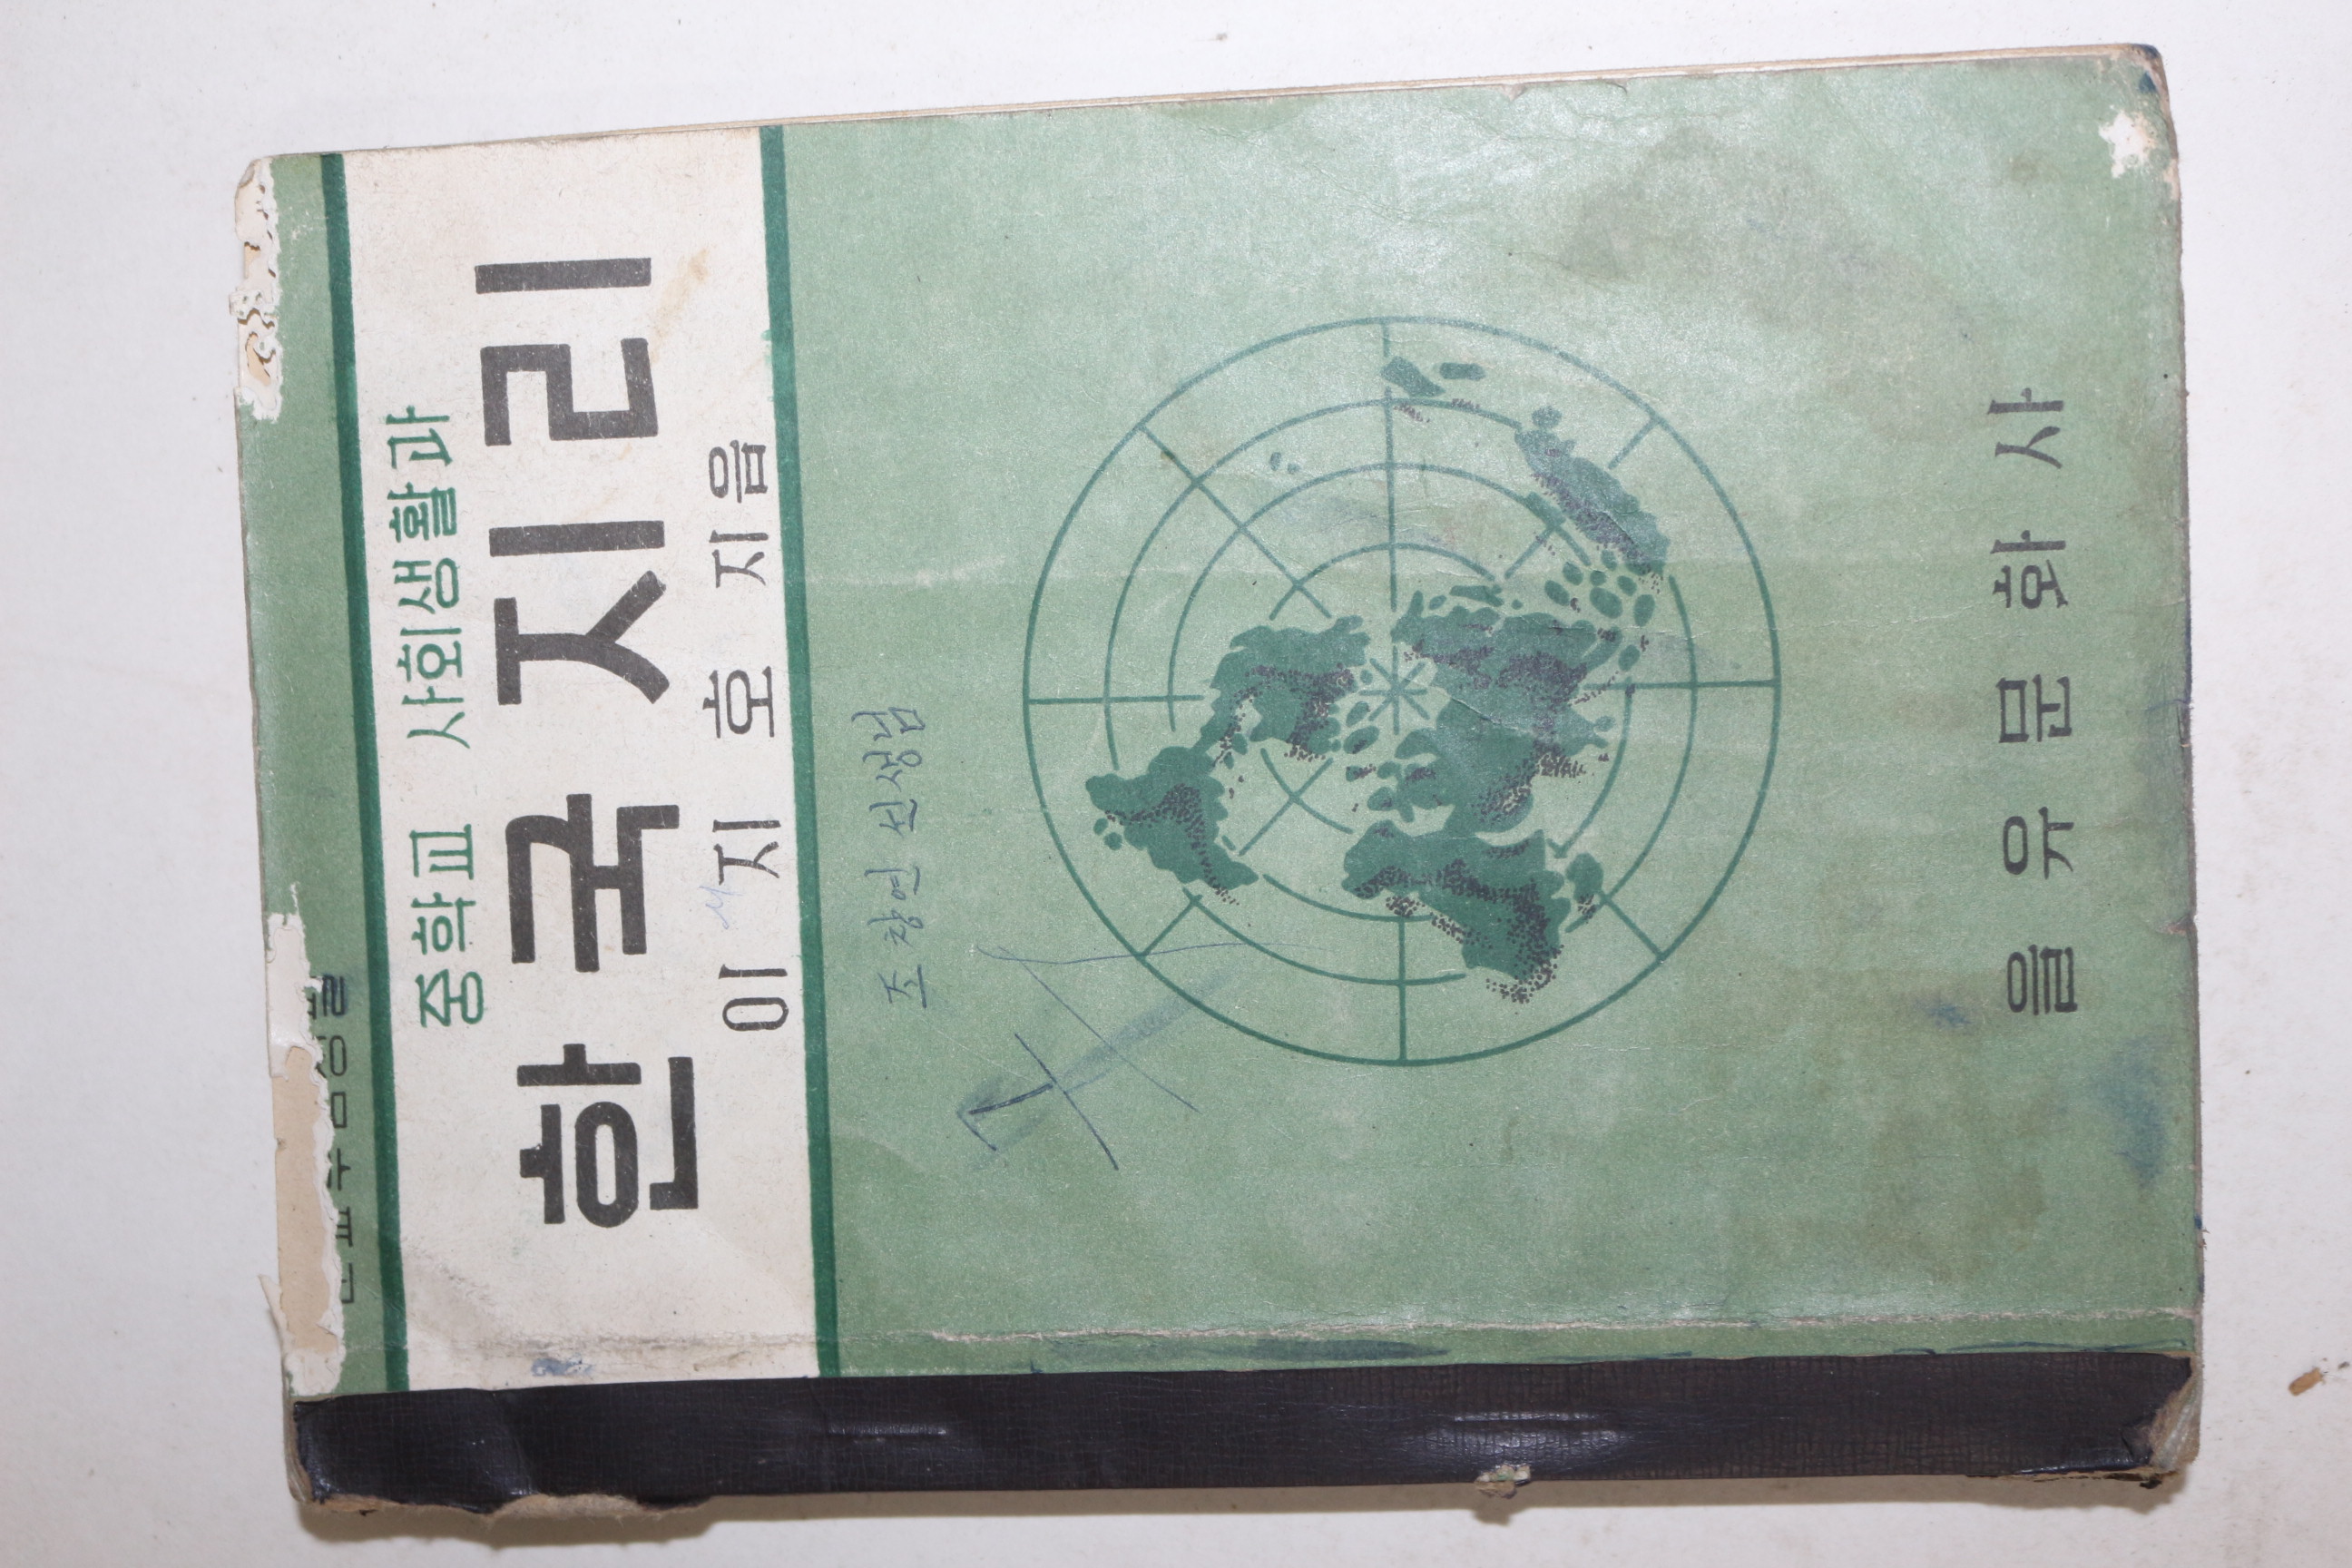 중학교 사회생활과
한국지리
이 지 호 지음
조 창연 선생님
을 유 문 화 사